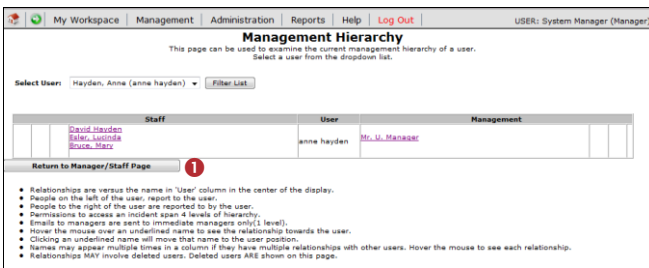 My Workspace | Management | Administration | Reports | Help | Log Out | USER: System Manager (Manager)
Management Hierarchy
This page can be used to examine the current management hierarchy of a user.
Select a user from the dropdown list.
Select User: Hayden, Anne (anne hayden) Filter List
Staff User Management
David Hayden
Esler, Lucinda
Bruce, Mary
anne hayden
Mr. U. Manager
Return to Manager/Staff Page 1
• Relationships are versus the name in 'User' column in the center of the display.
• People on the left of the user, report to the user.
• People to the right of the user are reported to by the user.
• Permissions to access an incident span 4 levels of hierarchy.
• Emails to managers are sent to immediate managers only(1 level).
• Hover the mouse over an underlined name to see the relationship towards the user.
• Clicking an underlined name will move that name to the user position.
• Names may appear multiple times in a column if they have multiple relationships with other users. Hover the mouse to see each relationship.
• Relationships MAY involve deleted users. Deleted users ARE shown on this page.